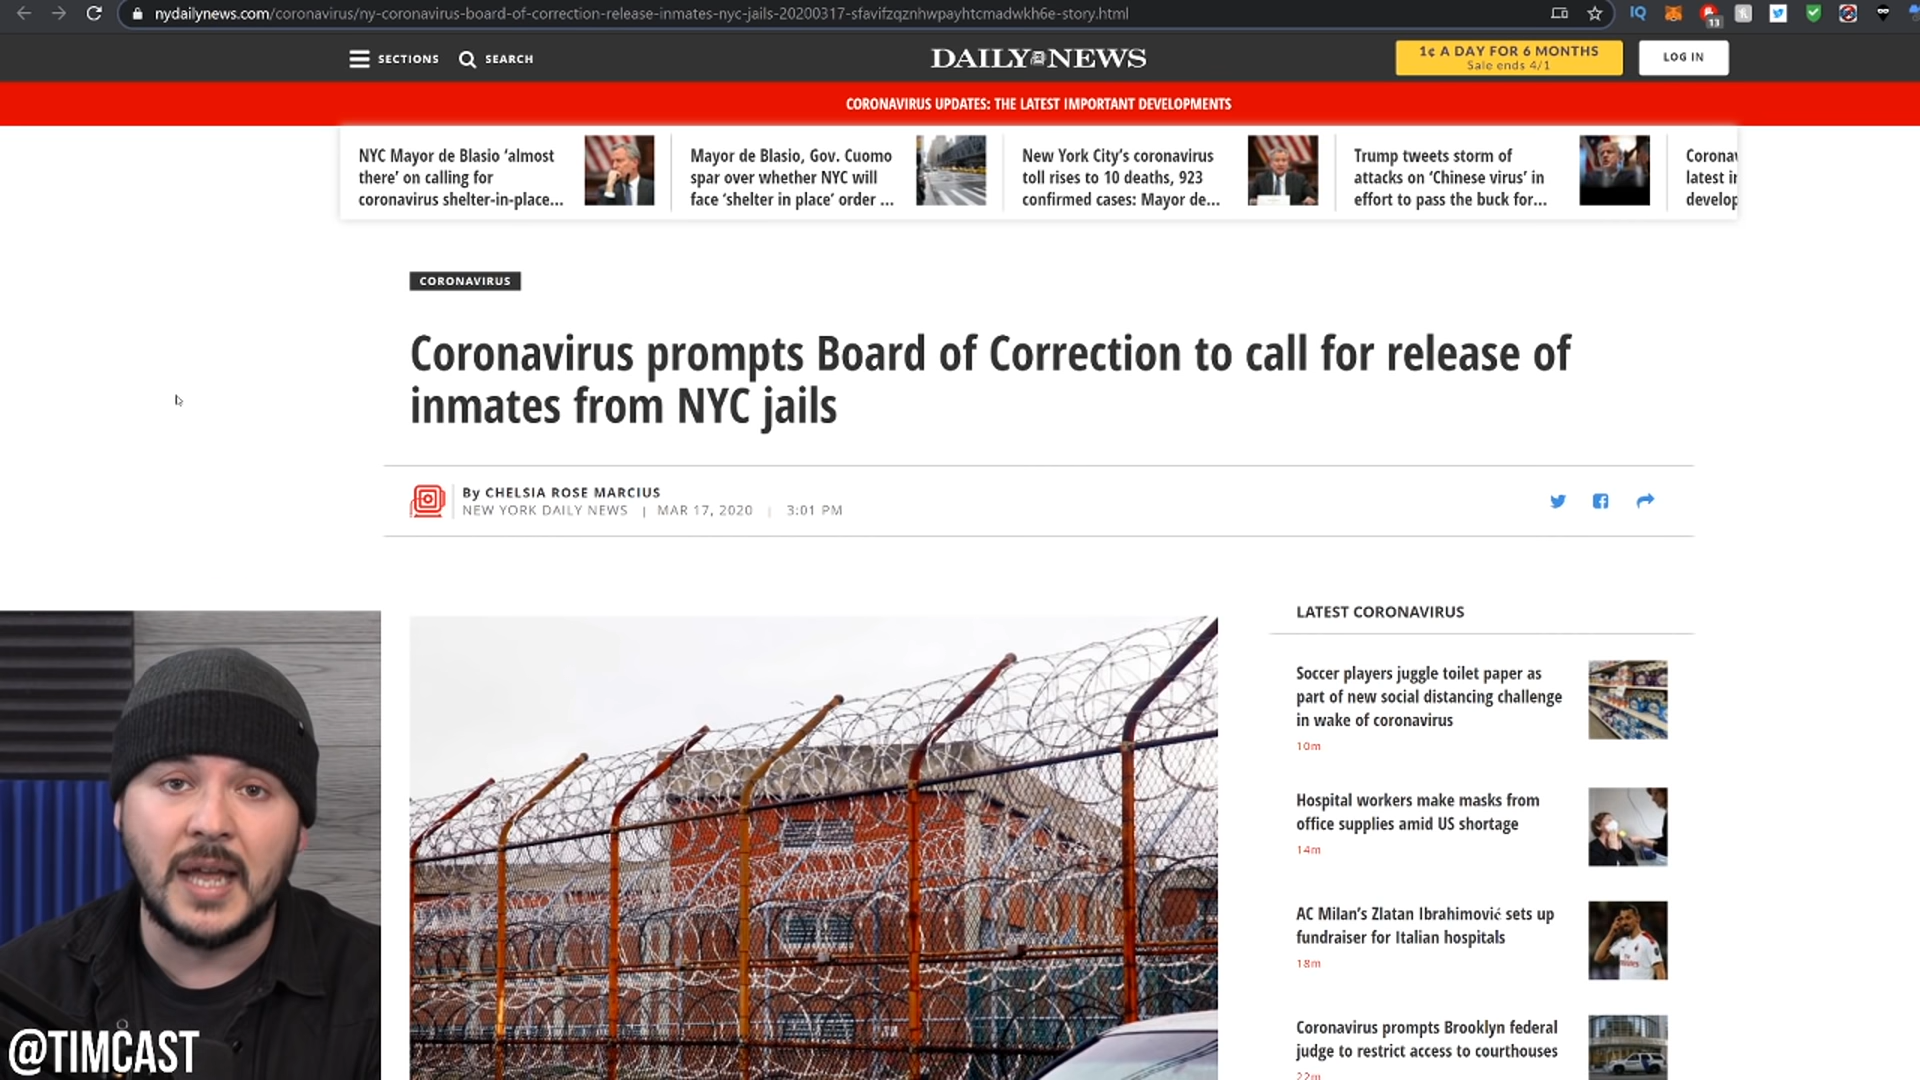 nydailynews.com/coronavirus/ny-coronavirus-board-of-correction-release-inmates-nyc-jails-20200317-sfavifzqznhwpayhtcmadwkh6e-story.html
IQ
13
SECTIONS
SEARCH
DAILY NEWS
1¢ A DAY FOR 6 MONTHS
Sale ends 4/1
LOG IN
CORONAVIRUS UPDATES: THE LATEST IMPORTANT DEVELOPMENTS
NYC Mayor de Blasio ‘almost
there’ on calling for
coronavirus shelter-in-place...
Mayor de Blasio, Gov. Cuomo
spar over whether NYC will
face ‘shelter in place’ order ...
New York City’s coronavirus
toll rises to 10 deaths, 923
confirmed cases: Mayor de...
Trump tweets storm of
attacks on ‘Chinese virus’ in
effort to pass the buck for...
Corona
latest i
develop
CORONAVIRUS
Coronavirus prompts Board of Correction to call for release of
inmates from NYC jails
By CHELSIA ROSE MARCIUS
NEW YORK DAILY NEWS | MAR 17, 2020 | 3:01 PM
LATEST CORONAVIRUS
Soccer players juggle toilet paper as
part of new social distancing challenge
in wake of coronavirus
10m
Hospital workers make masks from
office supplies amid US shortage
14m
AC Milan’s Zlatan Ibrahimović sets up
fundraiser for Italian hospitals
18m
Coronavirus prompts Brooklyn federal
judge to restrict access to courthouses
22m
@TIMCAST